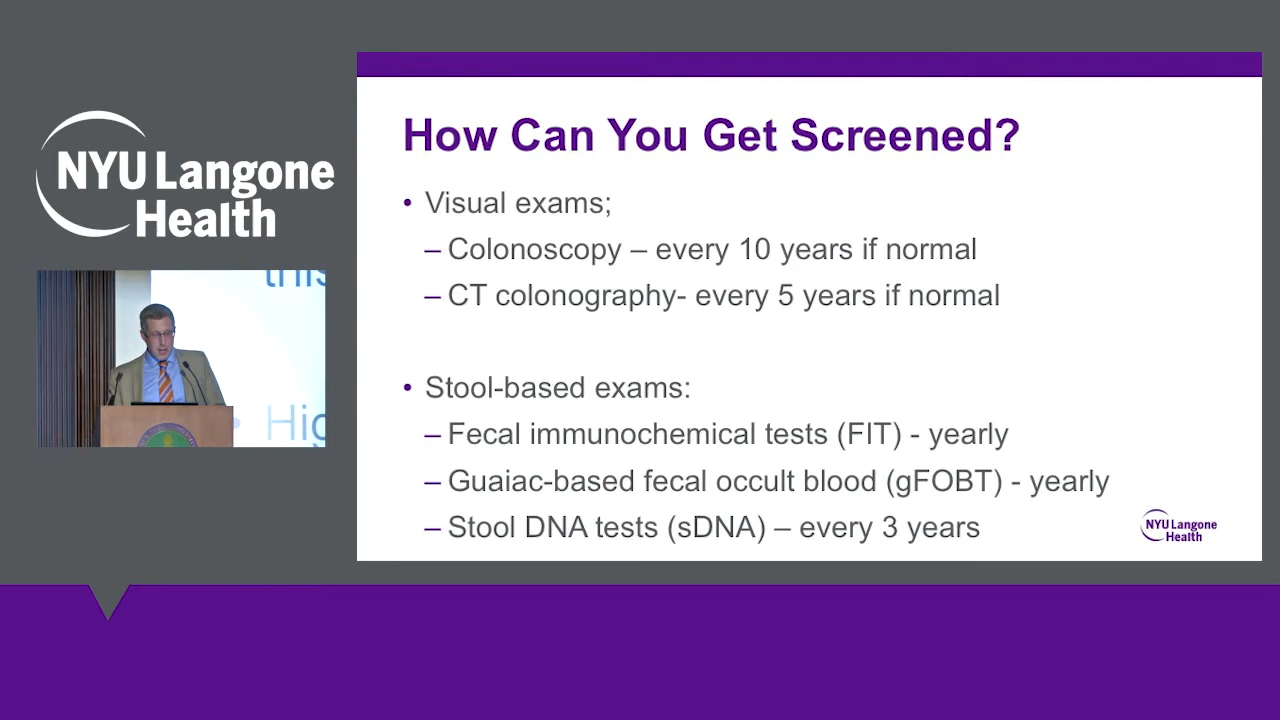 NYU Langone
Health
this
Hig
How Can You Get Screened?
• Visual exams;
– Colonoscopy – every 10 years if normal
– CT colonography- every 5 years if normal
• Stool-based exams:
– Fecal immunochemical tests (FIT) - yearly
– Guaiac-based fecal occult blood (gFOBT) - yearly
– Stool DNA tests (sDNA) – every 3 years
NYU Langone
Health